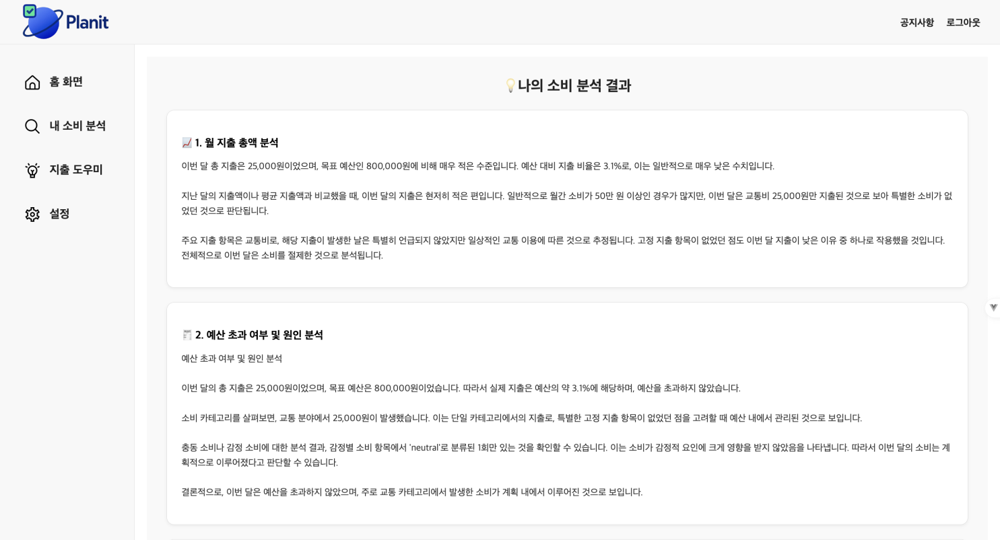 Planit
공지사항 로그아웃
홈 화면
내 소비 분석
지출 도우미
설정
💡나의 소비 분석 결과
📈 1. 월 지출 총액 분석
이번 달 총 지출은 25,000원이었으며, 목표 예산인 800,000원에 비해 매우 적은 수준입니다. 예산 대비 지출 비율은 3.1%로, 이는 일반적으로 매우 낮은 수치입니다.
지난 달의 지출액이나 평균 지출액과 비교했을 때, 이번 달의 지출은 현저히 적은 편입니다. 일반적으로 월간 소비가 50만 원 이상인 경우가 많지만, 이번 달은 교통비 25,000원만 지출된 것으로 보아 특별한 소비가 없
었던 것으로 판단됩니다.
주요 지출 항목은 교통비로, 해당 지출이 발생한 날은 특별히 언급되지 않았지만 일상적인 교통 이용에 따른 것으로 추정됩니다. 고정 지출 항목이 없었던 점도 이번 달 지출이 낮은 이유 중 하나로 작용했을 것입니다.
전체적으로 이번 달은 소비를 절제한 것으로 분석됩니다.
🧾 2. 예산 초과 여부 및 원인 분석
예산 초과 여부 및 원인 분석
이번 달의 총 지출은 25,000원이었으며, 목표 예산은 800,000원이었습니다. 따라서 실제 지출은 예산의 약 3.1%에 해당하며, 예산을 초과하지 않았습니다.
소비 카테고리를 살펴보면, 교통 분야에서 25,000원이 발생했습니다. 이는 단일 카테고리에서의 지출로, 특별한 고정 지출 항목이 없었던 점을 고려할 때 예산 내에서 관리된 것으로 보입니다.
충동 소비나 감정 소비에 대한 분석 결과, 감정별 소비 항목에서 'neutral'로 분류된 1회만 있는 것을 확인할 수 있습니다. 이는 소비가 감정적 요인에 크게 영향을 받지 않았음을 나타냅니다. 따라서 이번 달의 소비는 계
획적으로 이루어졌다고 판단할 수 있습니다.
결론적으로, 이번 달은 예산을 초과하지 않았으며, 주로 교통 카테고리에서 발생한 소비가 계획 내에서 이루어진 것으로 보입니다.